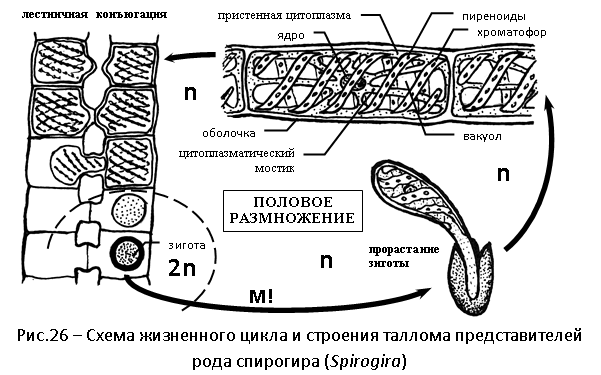 лестничная конъюгация
пристенная цитоплазма
ядро
пиреноиды
хроматофор
n
оболочка
цитоплазматический
мостик
вакуол
n
ПОЛОВОЕ
РАЗМНОЖЕНИЕ
зигота
2n
n
прорастание
зиготы
М!
Рис.26 – Схема жизненного цикла и строения таллома представителей
рода спирогира (Spirogira)